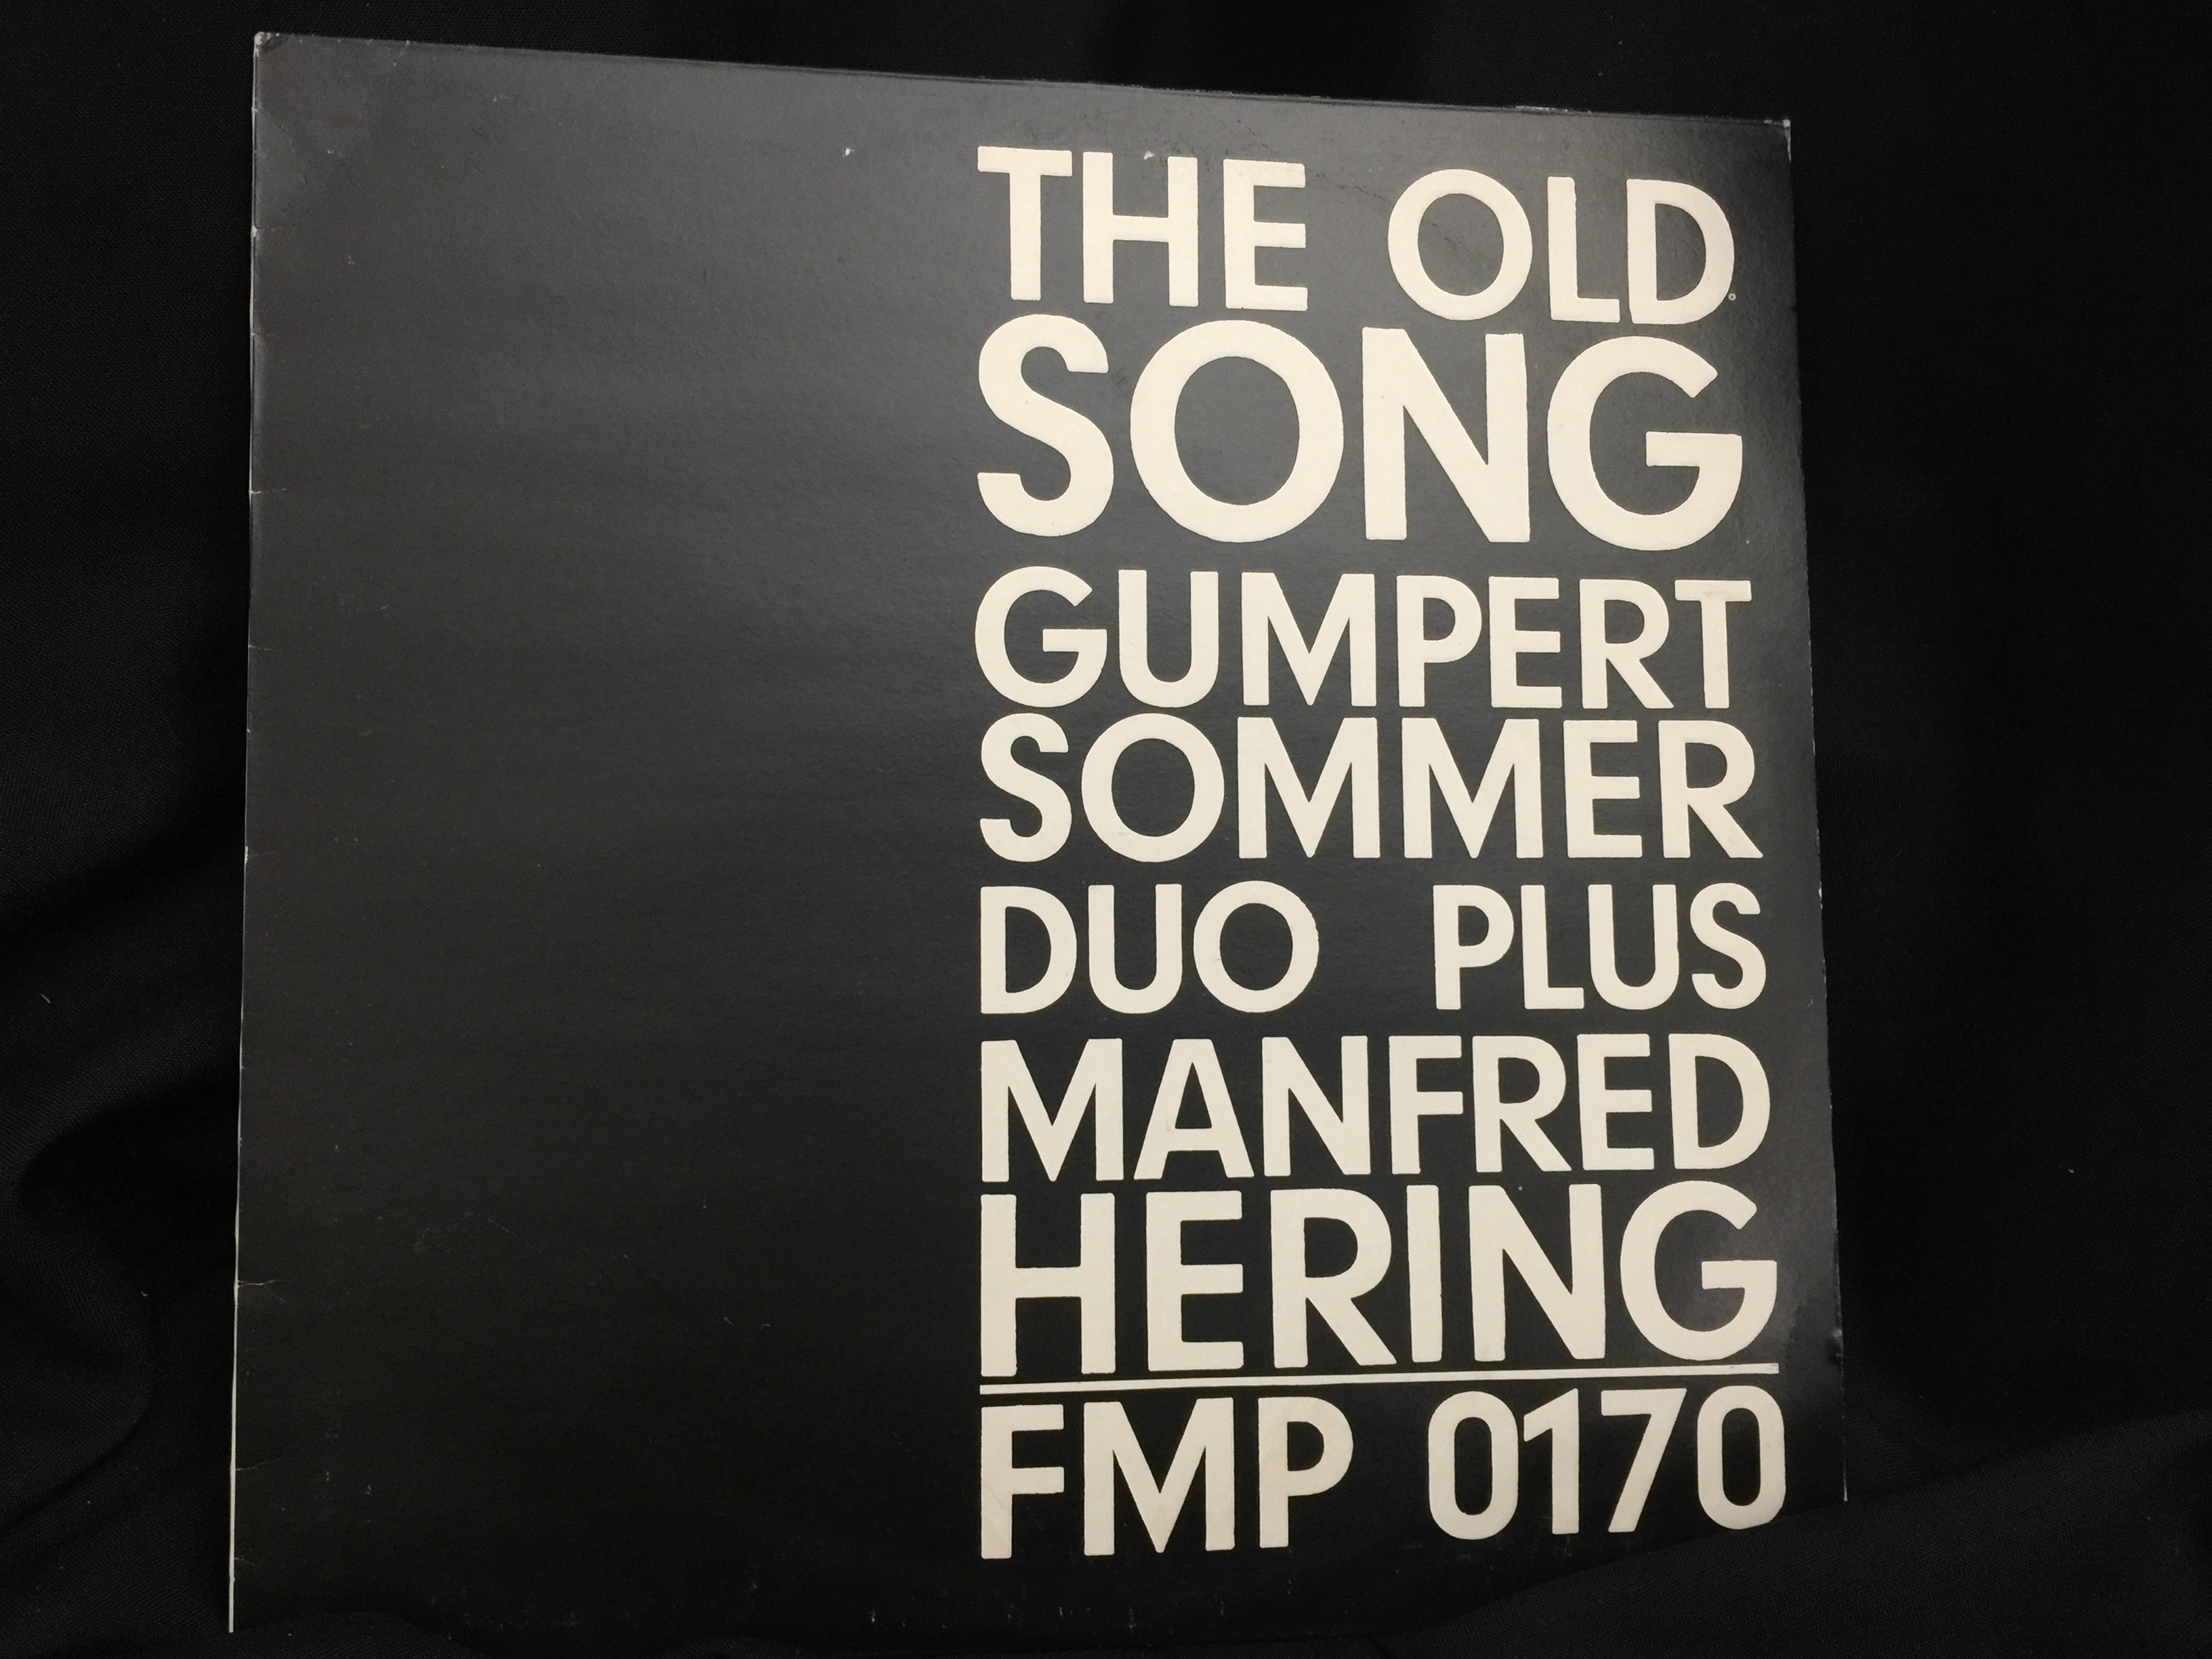 THE OLD
SONG
GUMPERT
SOMMER
DUO PLUS
MANFRED
HERING
FMP 0170